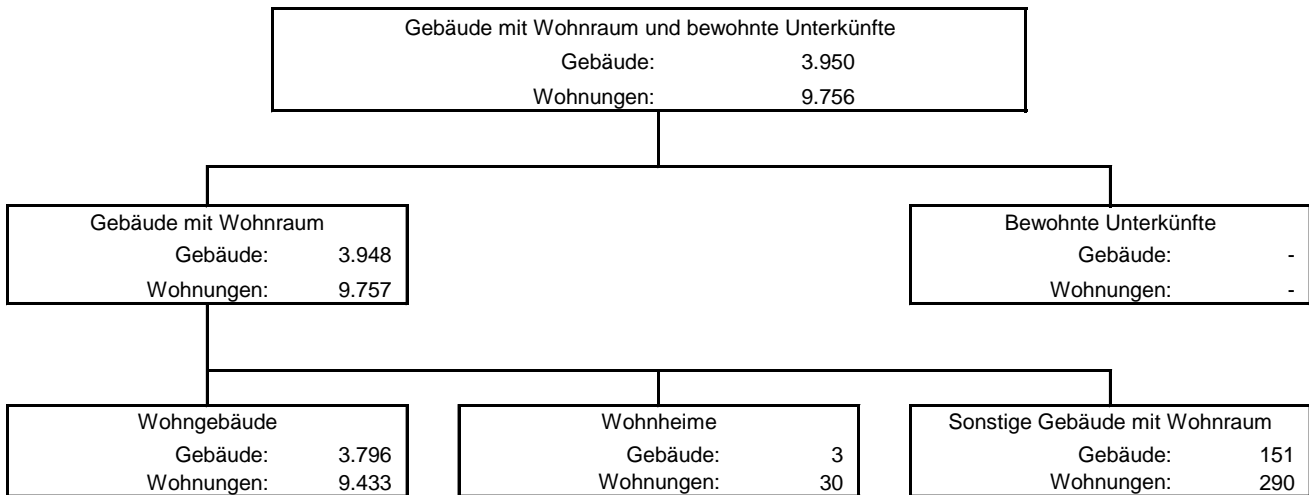 Gebäude mit Wohnraum und bewohnte Unterkünfte
Gebäude: 3.950
Wohnungen: 9.756
Gebäude mit Wohnraum
Gebäude: 3.948
Wohnungen: 9.757
Bewohnte Unterkünfte
Gebäude: -
Wohnungen: -
Wohngebäude
Gebäude: 3.796
Wohnungen: 9.433
Wohnheime
Gebäude: 3
Wohnungen: 30
Sonstige Gebäude mit Wohnraum
Gebäude: 151
Wohnungen: 290